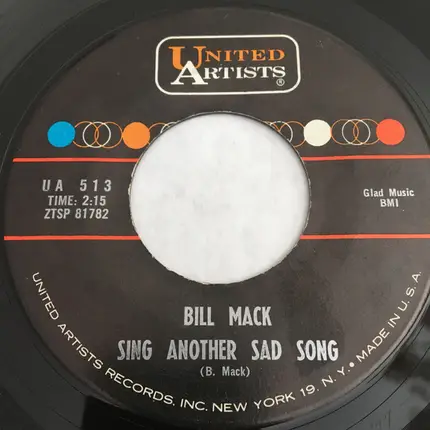 UNITED
ARTISTS®
UA 513
TIME: 2:15
ZTSP 81782
Glad Music
BMI
BILL MACK
SING ANOTHER SAD SONG
(B. Mack)
UNITED ARTISTS RECORDS, INC. NEW YORK 19, N.Y. • MADE IN U.S.A.